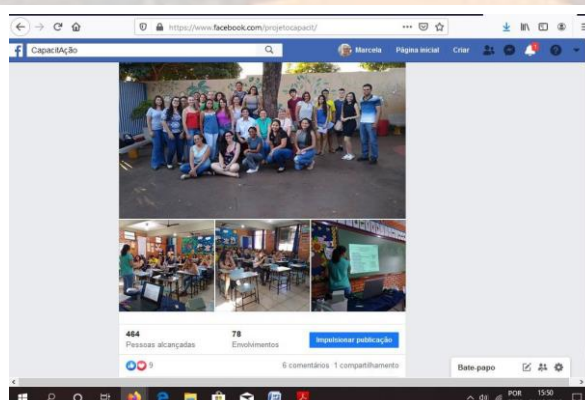 https://www.facebook.com/projetocapacit/
CapacitAção
Marcela Página inicial Criar
464
Pessoas alcançadas
78
Envolvimentos
Impulsionar publicação
9
6 comentários 1 compartilhamento
Bate-papo
POR 15:50